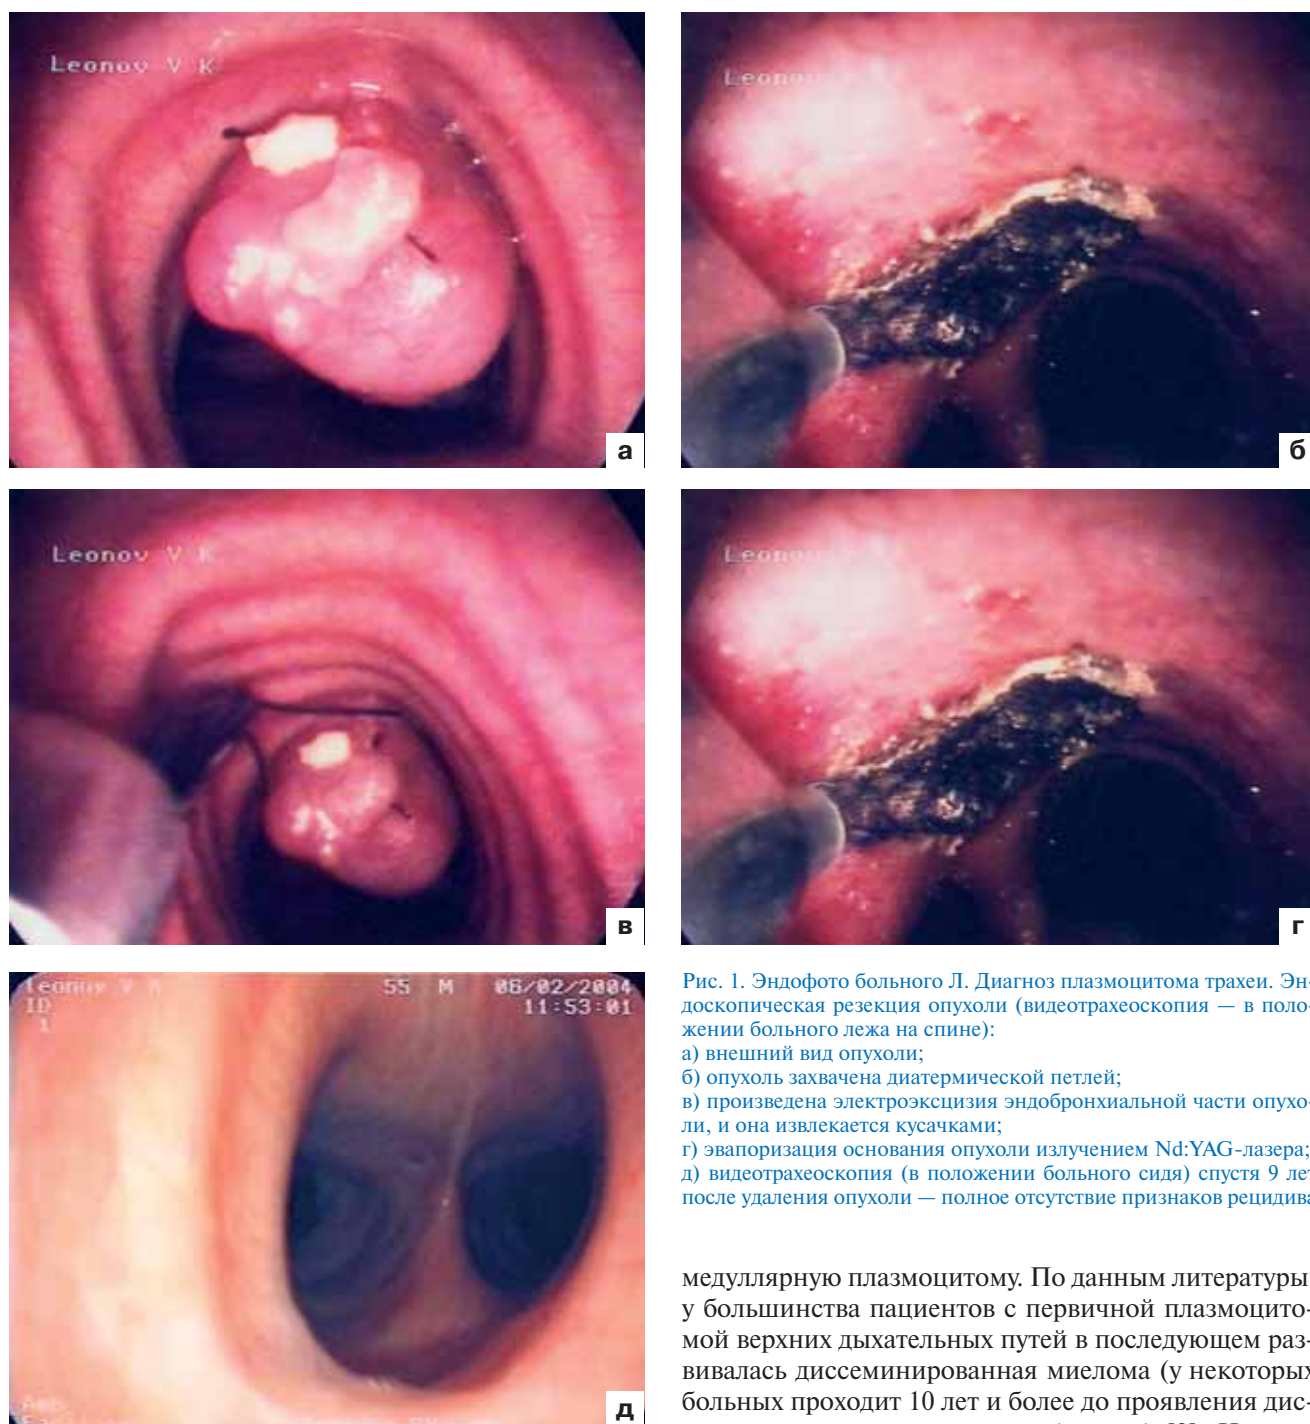 Leonov V K
а
Leonov
б
Leonov V K
в
Leonov
г
Leonov V K 55 M 06/02/2004
ID 11:53:01
1
д
Рис. 1. Эндофото больного Л. Диагноз плазмоцитома трахеи. Эн-
доскопическая резекция опухоли (видеотрахеоскопия — в поло-
жении больного лежа на спине):
а) внешний вид опухоли;
б) опухоль захвачена диатермической петлей;
в) произведена электроэксцизия эндобронхиальной части опухо-
ли, и она извлекается кусачками;
г) эвапоризация основания опухоли излучением Nd:YAG-лазера;
д) видеотрахеоскопия (в положении больного сидя) спустя 9 лет
после удаления опухоли — полное отсутствие признаков рецидива
медуллярную плазмоцитому. По данным литературы
у большинства пациентов с первичной плазмоцито-
мой верхних дыхательных путей в последующем раз-
вивалась диссеминированная миелома (у некоторых
больных проходит 10 лет и более до проявления дис-